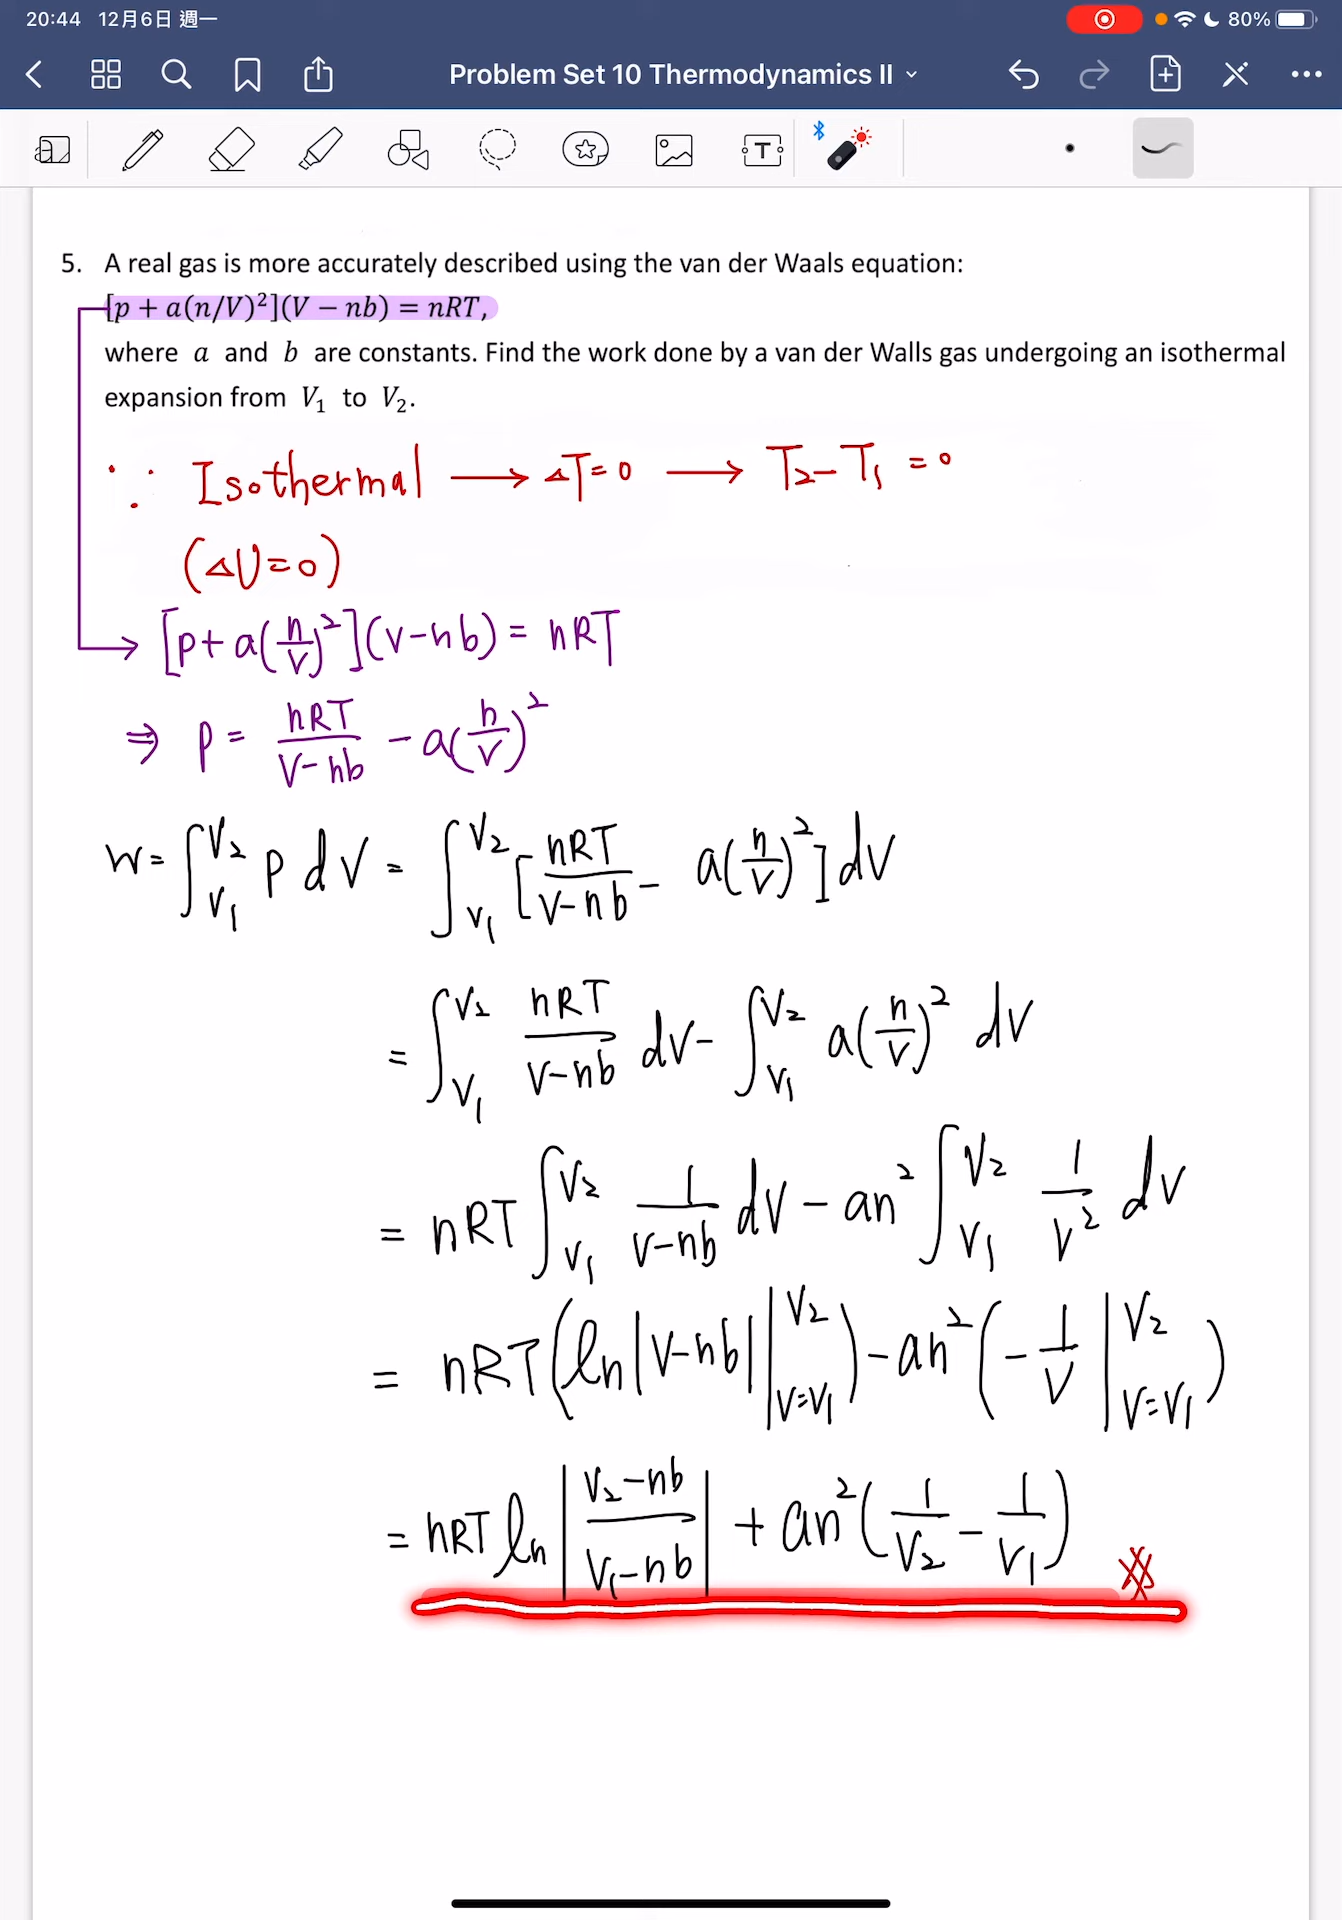 20:44 12月6日 週一 80%
Problem Set 10 Thermodynamics II
5. A real gas is more accurately described using the van der Waals equation:
[p + a(n/V)²](V − nb) = nRT,
where a and b are constants. Find the work done by a van der Walls gas undergoing an isothermal
expansion from V₁ to V₂.
∵ Isothermal ⟶ ΔT=0 ⟶ T₂−T₁ =0
(ΔU=0)
→ [p+a(n/V)²](V−nb) = nRT
⇒ p = nRT/(V−nb) − a(n/V)²
W = ∫_{V₁}^{V₂} p dV = ∫_{V₁}^{V₂} [nRT/(V−nb) − a(n/V)²] dV
= ∫_{V₁}^{V₂} nRT/(V−nb) dV − ∫_{V₁}^{V₂} a(n/V)² dV
= nRT ∫_{V₁}^{V₂} 1/(V−nb) dV − an² ∫_{V₁}^{V₂} 1/V² dV
= nRT (ln|V−nb| |_{V=V₁}^{V₂}) − an² (−1/V |_{V=V₁}^{V₂})
= nRT ln |(V₂−nb)/(V₁−nb)| + an² (1/V₂ − 1/V₁)